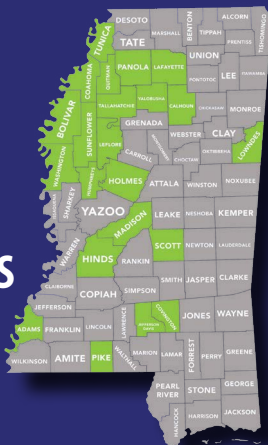 DESOTO
MARSHALL
BENTON
ALCORN
TIPPAH
PRENTISS
TISHOMINGO
TUNICA
TATE
UNION
PANOLA
LAFAYETTE
PONTOTOC
LEE
ITAWAMBA
COAHOMA
QUITMAN
YALOBUSHA
CALHOUN
CHICKASAW
MONROE
BOLIVAR
TALLAHATCHIE
GRENADA
SUNFLOWER
LEFLORE
MONTGOMERY
WEBSTER
CLAY
LOWNDES
WASHINGTON
CARROLL
CHOCTAW
OKTIBBEHA
HUMPHREYS
HOLMES
ATTALA
WINSTON
NOXUBEE
SHARKEY
YAZOO
MADISON
LEAKE
NESHOBA
KEMPER
WARREN
S
HINDS
RANKIN
SCOTT
NEWTON
LAUDERDALE
CLAIBORNE
COPIAH
SIMPSON
SMITH
JASPER
CLARKE
JEFFERSON
ADAMS
FRANKLIN
LINCOLN
LAWRENCE
JEFFERSON DAVIS
COVINGTON
JONES
WAYNE
WILKINSON
AMITE
PIKE
WALTHALL
MARION
LAMAR
FORREST
PERRY
GREENE
PEARL
RIVER
STONE
GEORGE
HANCOCK
HARRISON
JACKSON